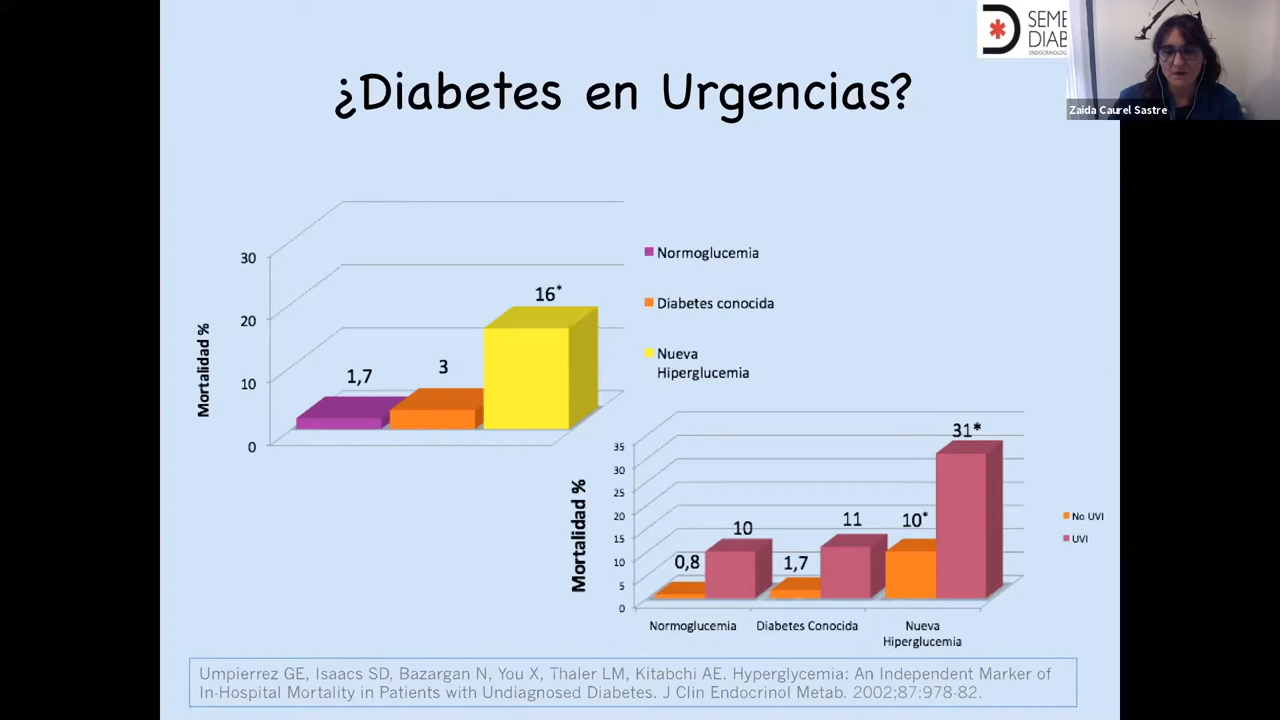 SEME
DIAB
Zaida Caurel Sastre
¿Diabetes en Urgencias?
Mortalidad %
30
20
10
0
1,7
3
16*
Normoglucemia
Diabetes conocida
Nueva
Hiperglucemia
Mortalidad %
35
30
25
20
15
10
5
0
0,8
10
1,7
11
10*
31*
Normoglucemia
Diabetes Conocida
Nueva
Hiperglucemia
No UVI
UVI
Umpierrez GE, Isaacs SD, Bazargan N, You X, Thaler LM, Kitabchi AE. Hyperglycemia: An Independent Marker of
In-Hospital Mortality in Patients with Undiagnosed Diabetes. J Clin Endocrinol Metab. 2002;87:978-82.